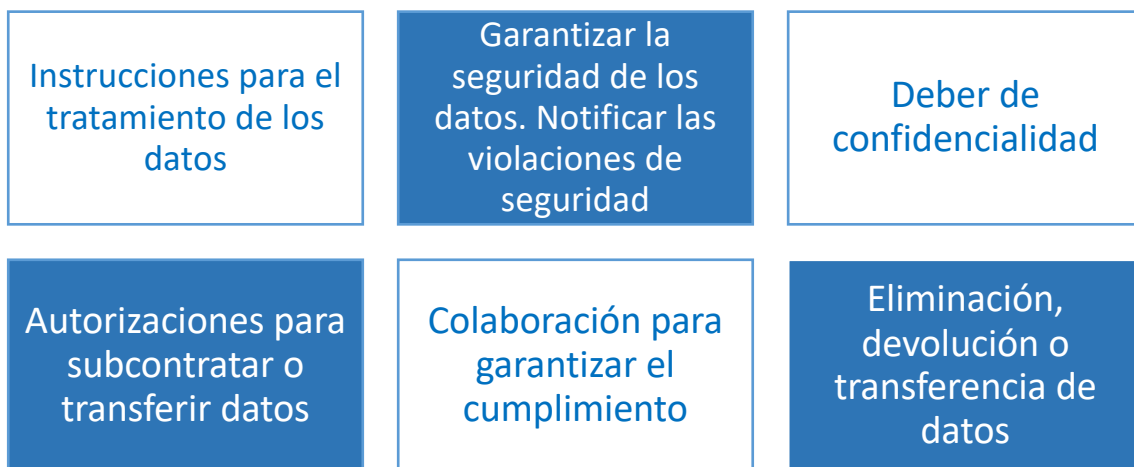 Instrucciones para el
tratamiento de los
datos
Garantizar la
seguridad de los
datos. Notificar las
violaciones de
seguridad
Deber de
confidencialidad
Autorizaciones para
subcontratar o
transferir datos
Colaboración para
garantizar el
cumplimiento
Eliminación,
devolución o
transferencia de
datos